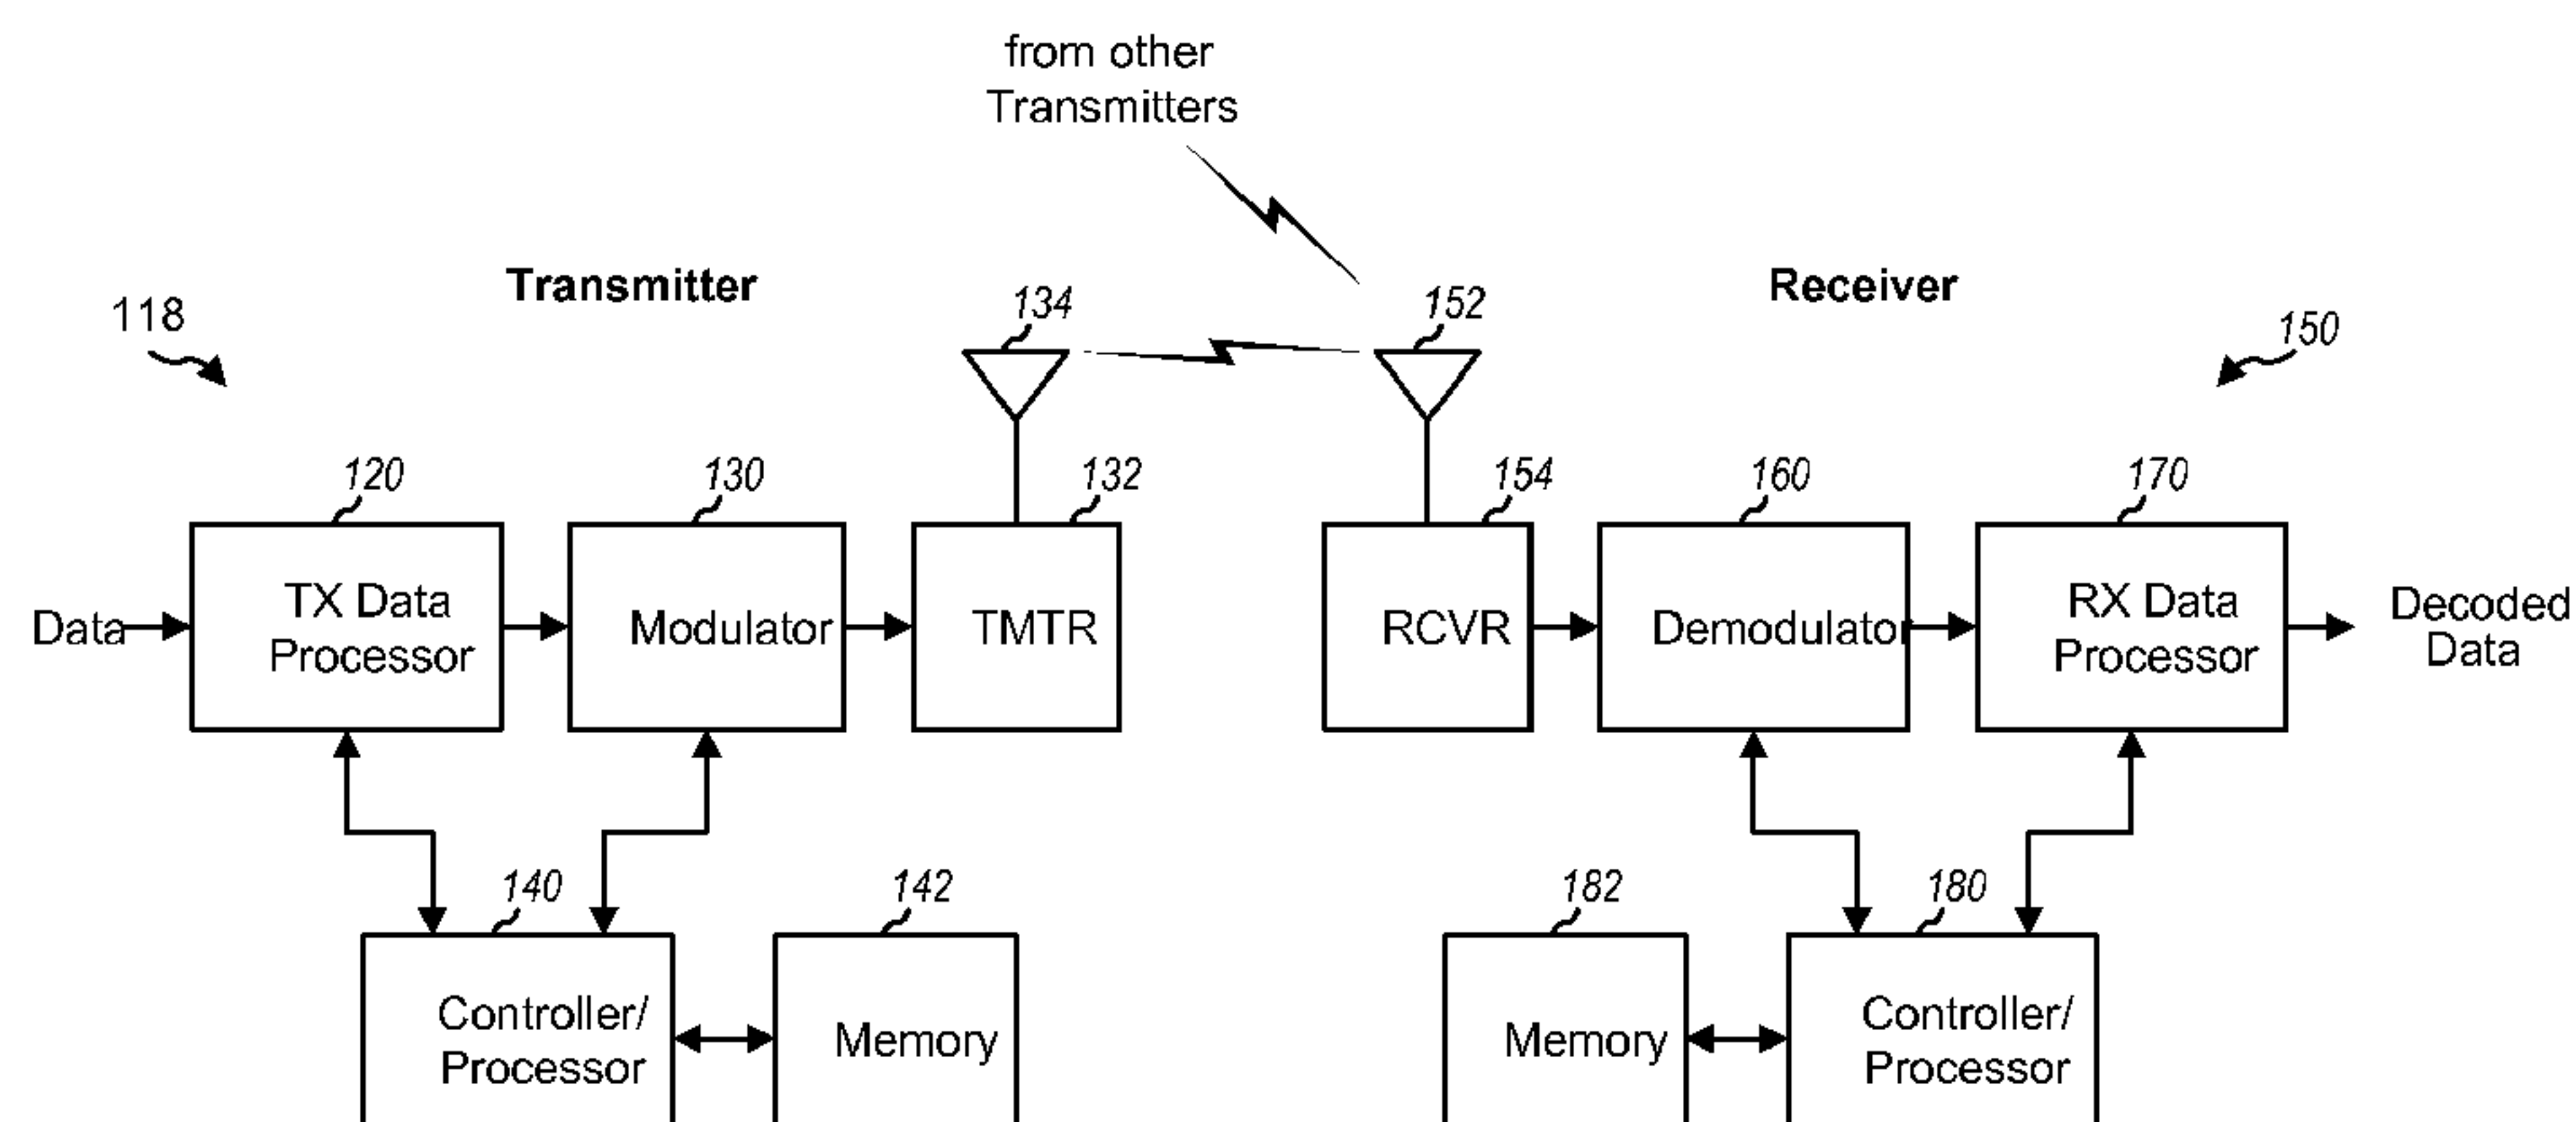 from other
Transmitters
Transmitter
Receiver
118
134
152
150
120
130
132
154
160
170
Data
TX Data
Processor
Modulator
TMTR
RCVR
Demodulator
RX Data
Processor
Decoded
Data
140
142
182
180
Controller/
Processor
Memory
Memory
Controller/
Processor